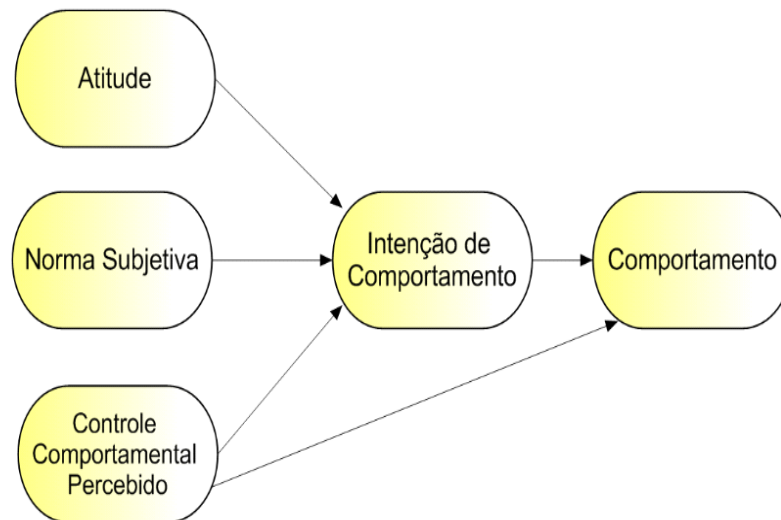 Atitude
Norma Subjetiva
Intenção de
Comportamento
Comportamento
Controle
Comportamental
Percebido